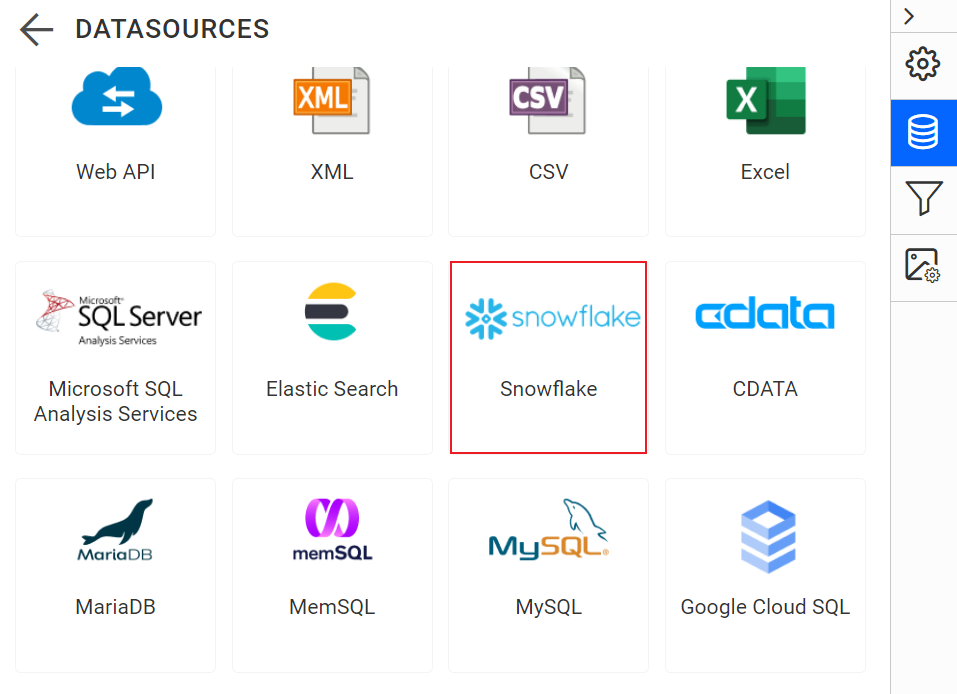 DATASOURCES
XML
CSV
X
Web API
XML
CSV
Excel
Microsoft®
SQL Server
Analysis Services
snowflake
cdata
Microsoft SQL
Analysis Services
Elastic Search
Snowflake
CDATA
MariaDB
memSQL
MySQL®
MariaDB
MemSQL
MySQL
Google Cloud SQL